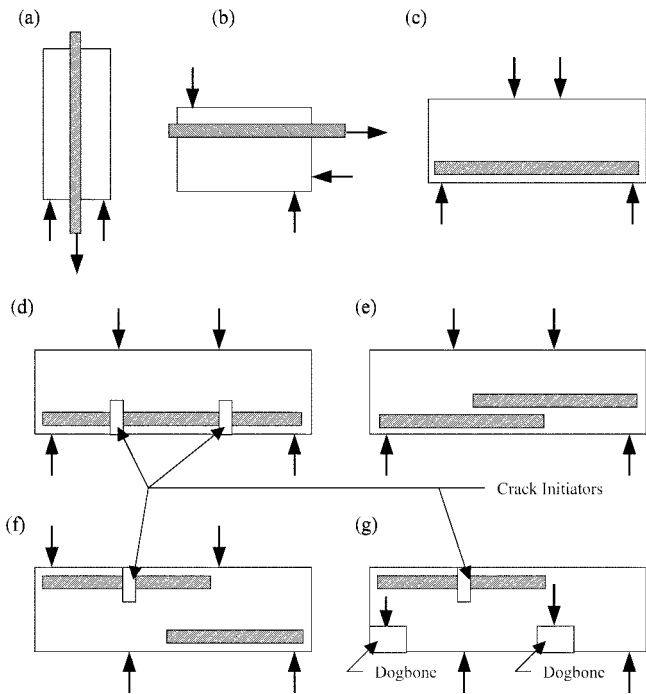 (a)
(b)
(c)
(d)
(e)
Crack Initiators
(f)
(g)
Dogbone
Dogbone